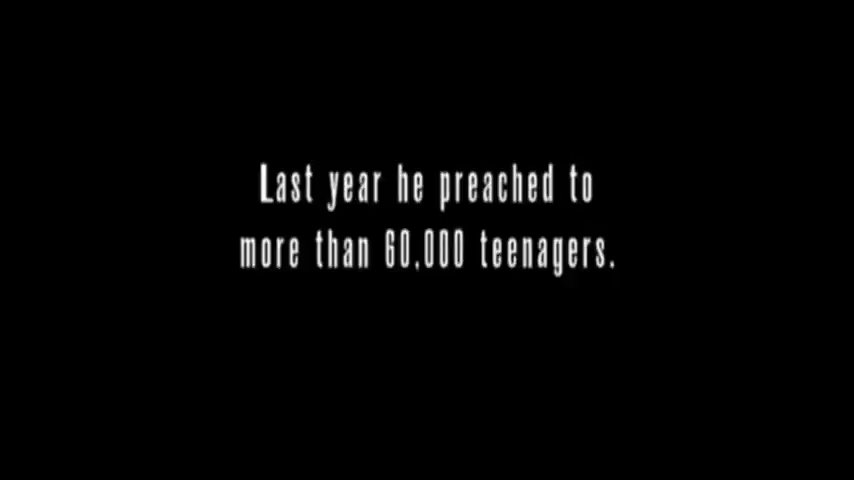 Last year he preached to
more than 60,000 teenagers.